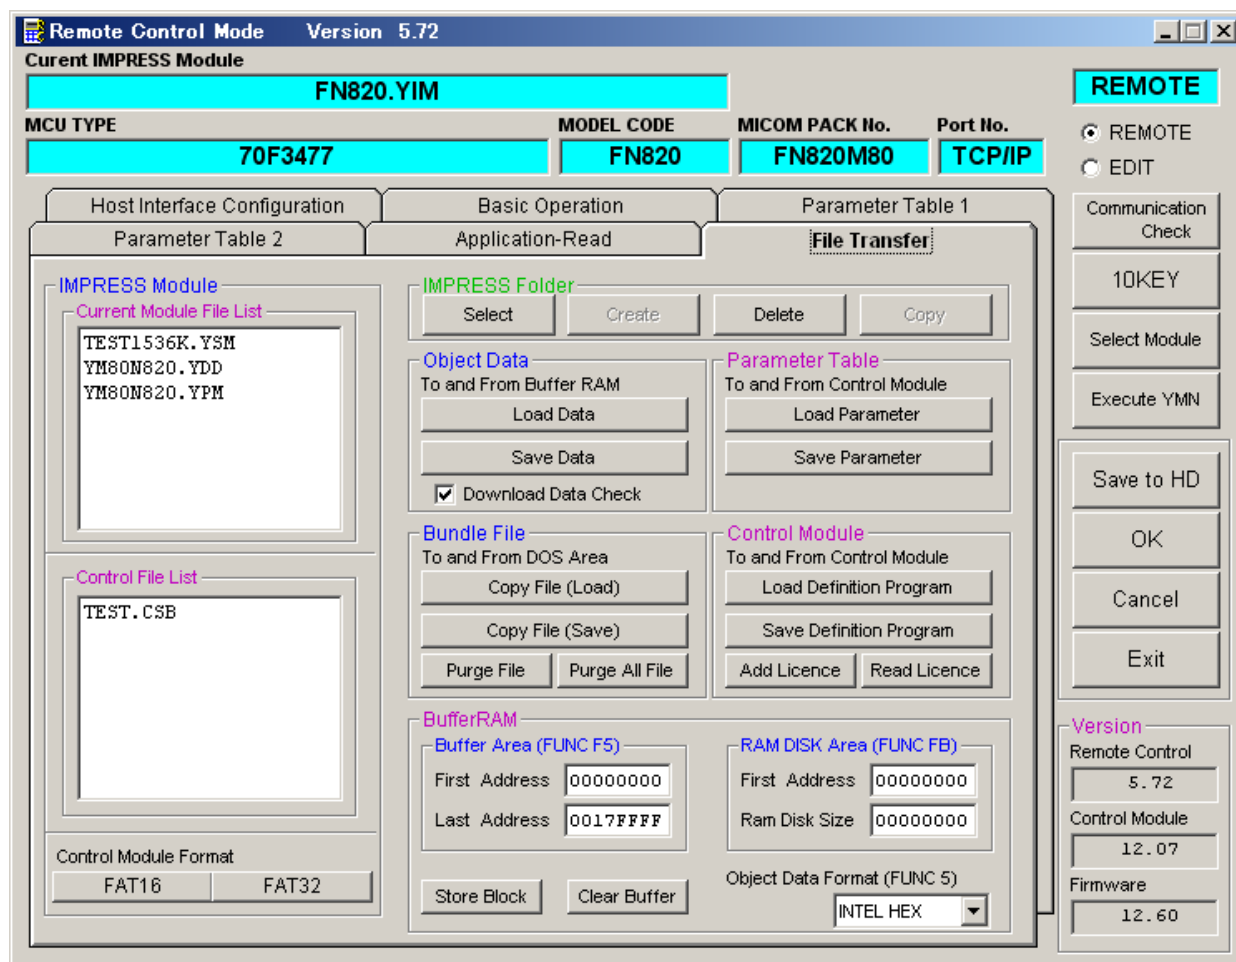 Remote Control Mode Version 5.72
Curent IMPRESS Module
FN820.YIM
REMOTE
MCU TYPE
MODEL CODE
MICOM PACK No.
Port No.
70F3477
FN820
FN820M80
TCP/IP
REMOTE
EDIT
Host Interface Configuration
Basic Operation
Parameter Table 1
Parameter Table 2
Application-Read
File Transfer
IMPRESS Module
Current Module File List
TEST1536K.YSM
YM80N820.YDD
YM80N820.YPM
Control File List
TEST.CSB
Control Module Format
FAT16
FAT32
IMPRESS Folder
Select
Create
Delete
Copy
Object Data
To and From Buffer RAM
Load Data
Save Data
Download Data Check
Parameter Table
To and From Control Module
Load Parameter
Save Parameter
Bundle File
To and From DOS Area
Copy File (Load)
Copy File (Save)
Purge File
Purge All File
Control Module
To and From Control Module
Load Definition Program
Save Definition Program
Add Licence
Read Licence
BufferRAM
Buffer Area (FUNC F5)
First Address 00000000
Last Address 0017FFFF
RAM DISK Area (FUNC FB)
First Address 00000000
Ram Disk Size 00000000
Store Block
Clear Buffer
Object Data Format (FUNC 5)
INTEL HEX
Communication
Check
10KEY
Select Module
Execute YMN
Save to HD
OK
Cancel
Exit
Version
Remote Control
5.72
Control Module
12.07
Firmware
12.60